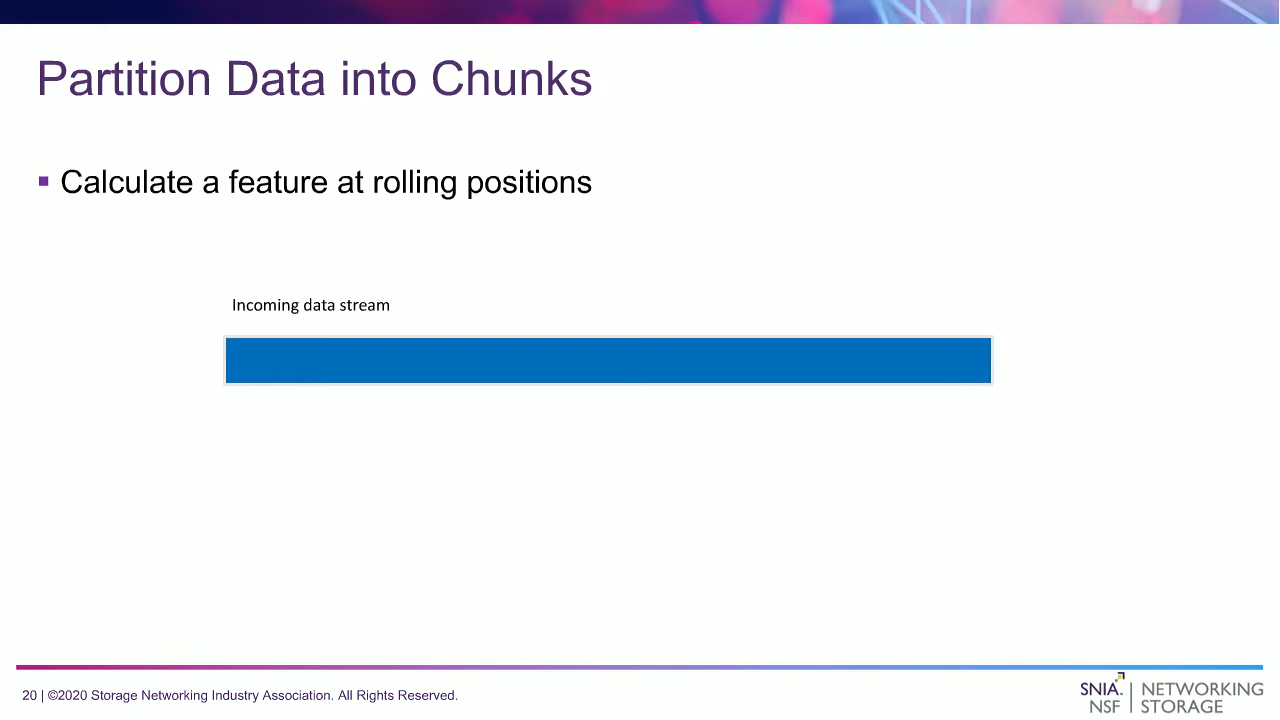 Partition Data into Chunks
▪ Calculate a feature at rolling positions
Incoming data stream
20 | ©2020 Storage Networking Industry Association. All Rights Reserved.
SNIA™ | NETWORKING
NSF | STORAGE